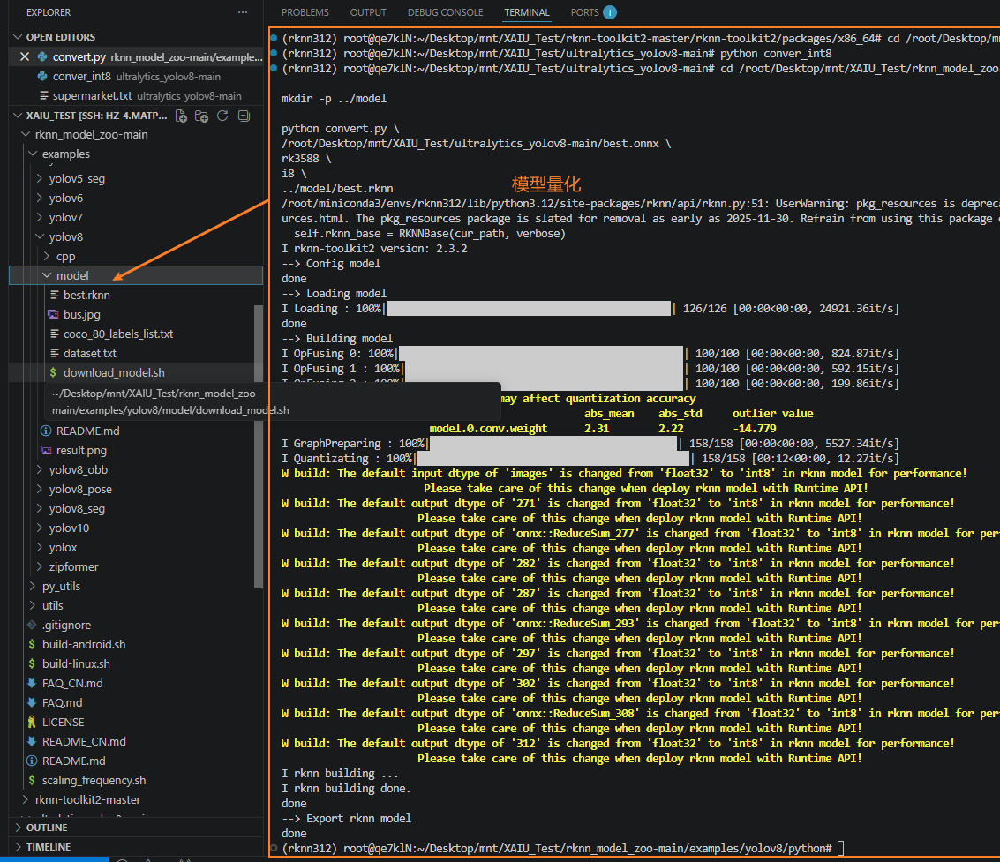 EXPLORER
OPEN EDITORS
convert.py rknn_model_zoo-main/example...
conver_int8 ultralytics_yolov8-main
supermarket.txt ultralytics_yolov8-main
XAIU_TEST [SSH: HZ-4.MATP...
rknn_model_zoo-main
examples
yolov5_seg
yolov6
yolov7
yolov8
cpp
model
best.rknn
bus.jpg
coco_80_labels_list.txt
dataset.txt
download_model.sh
~/Desktop/mnt/XAIU_Test/rknn_model_zoo-
main/examples/yolov8/model/download_model.sh
README.md
result.png
yolov8_obb
yolov8_pose
yolov8_seg
yolov10
yolox
zipformer
py_utils
utils
.gitignore
build-android.sh
build-linux.sh
FAQ_CN.md
FAQ.md
LICENSE
README_CN.md
README.md
scaling_frequency.sh
rknn-toolkit2-master
OUTLINE
TIMELINE
PROBLEMS OUTPUT DEBUG CONSOLE TERMINAL PORTS 1
(rknn312) root@qe7klN:~/Desktop/mnt/XAIU_Test/rknn-toolkit2-master/rknn-toolkit2/packages/x86_64# cd /root/Desktop/m
(rknn312) root@qe7klN:~/Desktop/mnt/XAIU_Test/ultralytics_yolov8-main# python conver_int8
(rknn312) root@qe7klN:~/Desktop/mnt/XAIU_Test/ultralytics_yolov8-main# cd /root/Desktop/mnt/XAIU_Test/rknn_model_zoo
mkdir -p ../model
python convert.py \
/root/Desktop/mnt/XAIU_Test/ultralytics_yolov8-main/best.onnx \
rk3588 \
i8 \
../model/best.rknn
模型量化
/root/miniconda3/envs/rknn312/lib/python3.12/site-packages/rknn/api/rknn.py:51: UserWarning: pkg_resources is depreca
urces.html. The pkg_resources package is slated for removal as early as 2025-11-30. Refrain from using this package
self.rknn_base = RKNNBase(cur_path, verbose)
I rknn-toolkit2 version: 2.3.2
--> Config model
done
--> Loading model
I Loading : 100%| | 126/126 [00:00<00:00, 24921.36it/s]
done
--> Building model
I OpFusing 0: 100%| | 100/100 [00:00<00:00, 824.87it/s]
I OpFusing 1 : 100%| | 100/100 [00:00<00:00, 592.15it/s]
| 100/100 [00:00<00:00, 199.86it/s]
may affect quantization accuracy
abs_mean abs_std outlier value
model.0.conv.weight 2.31 2.22 -14.779
I GraphPreparing : 100%| | 158/158 [00:00<00:00, 5527.34it/s]
I Quantizating : 100%| | 158/158 [00:12<00:00, 12.27it/s]
W build: The default input dtype of 'images' is changed from 'float32' to 'int8' in rknn model for performance!
Please take care of this change when deploy rknn model with Runtime API!
W build: The default output dtype of '271' is changed from 'float32' to 'int8' in rknn model for performance!
Please take care of this change when deploy rknn model with Runtime API!
W build: The default output dtype of 'onnx::ReduceSum_277' is changed from 'float32' to 'int8' in rknn model for per
Please take care of this change when deploy rknn model with Runtime API!
W build: The default output dtype of '282' is changed from 'float32' to 'int8' in rknn model for performance!
Please take care of this change when deploy rknn model with Runtime API!
W build: The default output dtype of '287' is changed from 'float32' to 'int8' in rknn model for performance!
Please take care of this change when deploy rknn model with Runtime API!
W build: The default output dtype of 'onnx::ReduceSum_293' is changed from 'float32' to 'int8' in rknn model for per
Please take care of this change when deploy rknn model with Runtime API!
W build: The default output dtype of '297' is changed from 'float32' to 'int8' in rknn model for performance!
Please take care of this change when deploy rknn model with Runtime API!
W build: The default output dtype of '302' is changed from 'float32' to 'int8' in rknn model for performance!
Please take care of this change when deploy rknn model with Runtime API!
W build: The default output dtype of 'onnx::ReduceSum_308' is changed from 'float32' to 'int8' in rknn model for per
Please take care of this change when deploy rknn model with Runtime API!
W build: The default output dtype of '312' is changed from 'float32' to 'int8' in rknn model for performance!
Please take care of this change when deploy rknn model with Runtime API!
I rknn building ...
I rknn building done.
done
--> Export rknn model
done
(rknn312) root@qe7klN:~/Desktop/mnt/XAIU_Test/rknn_model_zoo-main/examples/yolov8/python#